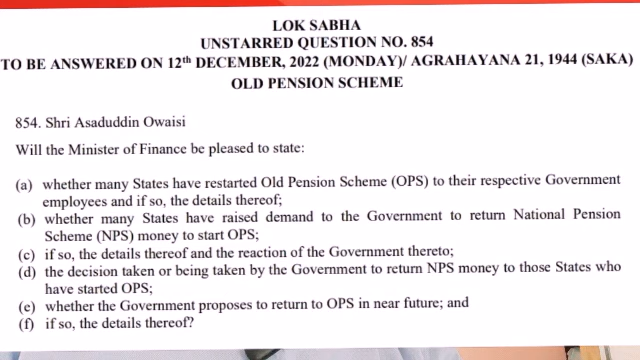 LOK SABHA
UNSTARRED QUESTION NO. 854
TO BE ANSWERED ON 12th DECEMBER, 2022 (MONDAY)/ AGRAHAYANA 21, 1944 (SAKA)
OLD PENSION SCHEME
854. Shri Asaduddin Owaisi
Will the Minister of Finance be pleased to state:
(a) whether many States have restarted Old Pension Scheme (OPS) to their respective Government
employees and if so, the details thereof;
(b) whether many States have raised demand to the Government to return National Pension
Scheme (NPS) money to start OPS;
(c) if so, the details thereof and the reaction of the Government thereto;
(d) the decision taken or being taken by the Government to return NPS money to those States who
have started OPS;
(e) whether the Government proposes to return to OPS in near future; and
(f) if so, the details thereof?